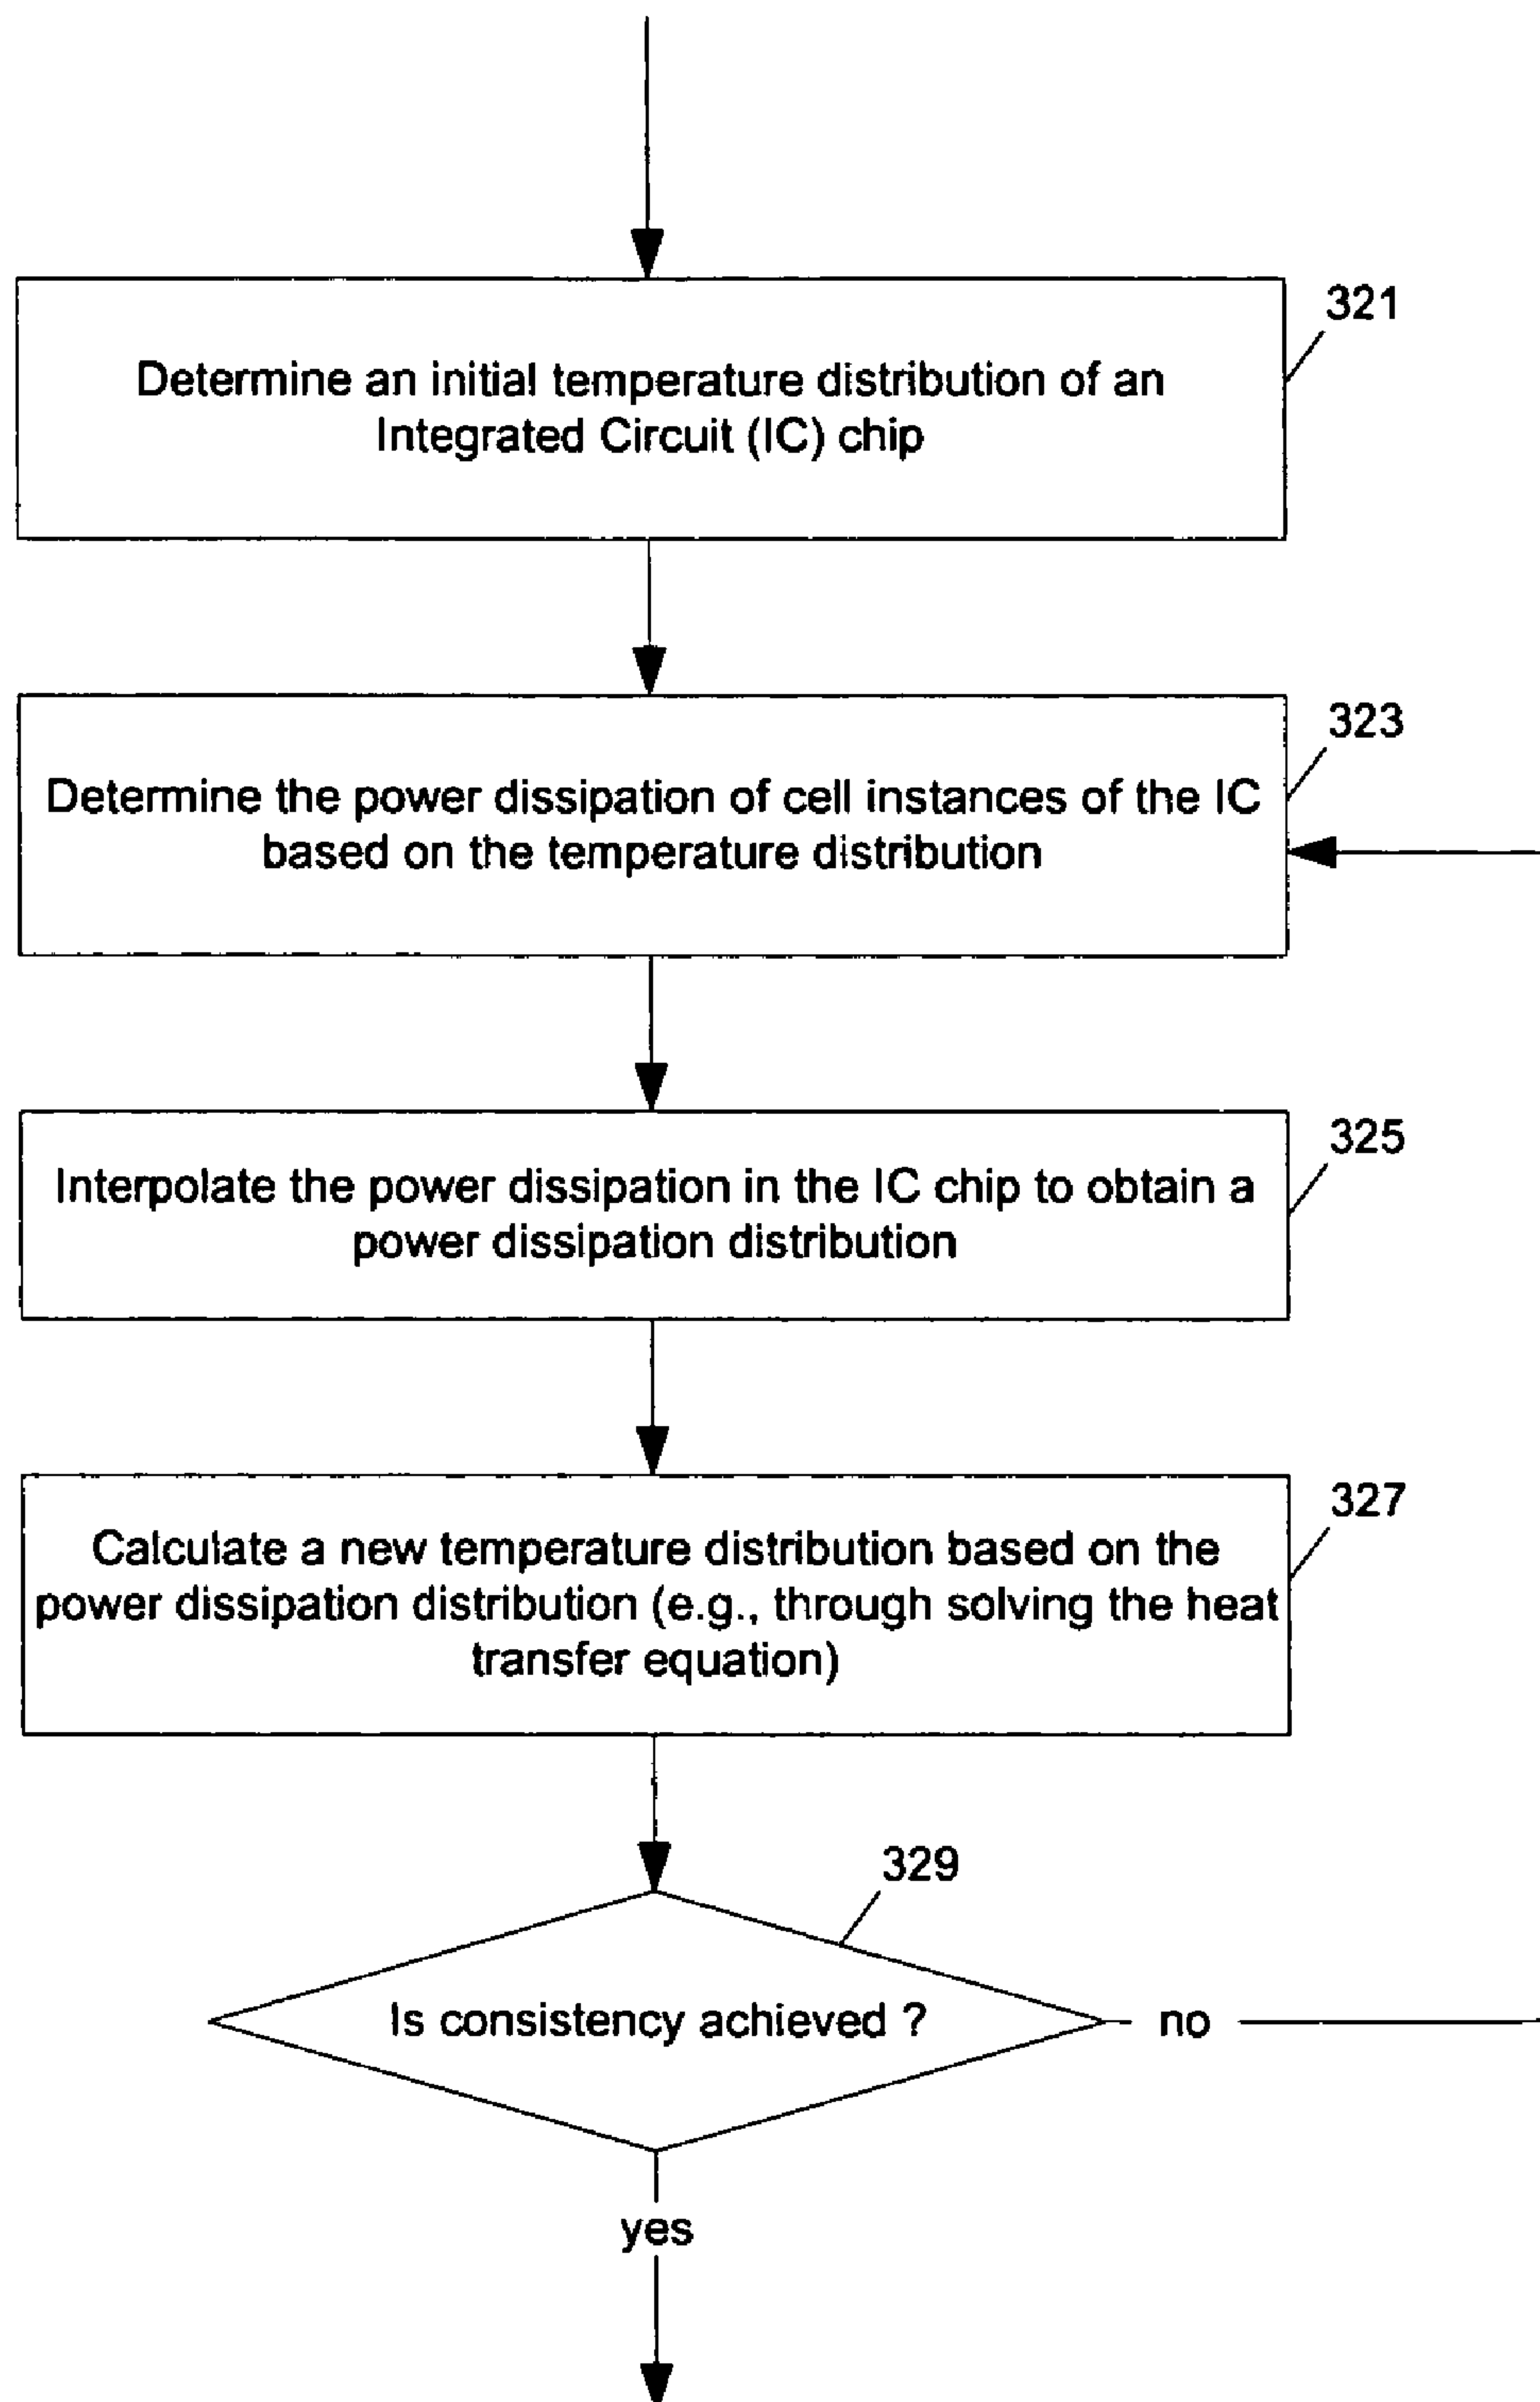 321
Determine an initial temperature distribution of an
Integrated Circuit (IC) chip
323
Determine the power dissipation of cell instances of the IC
based on the temperature distribution
325
Interpolate the power dissipation in the IC chip to obtain a
power dissipation distribution
327
Calculate a new temperature distribution based on the
power dissipation distribution (e.g., through solving the heat
transfer equation)
329
Is consistency achieved ?
no
yes